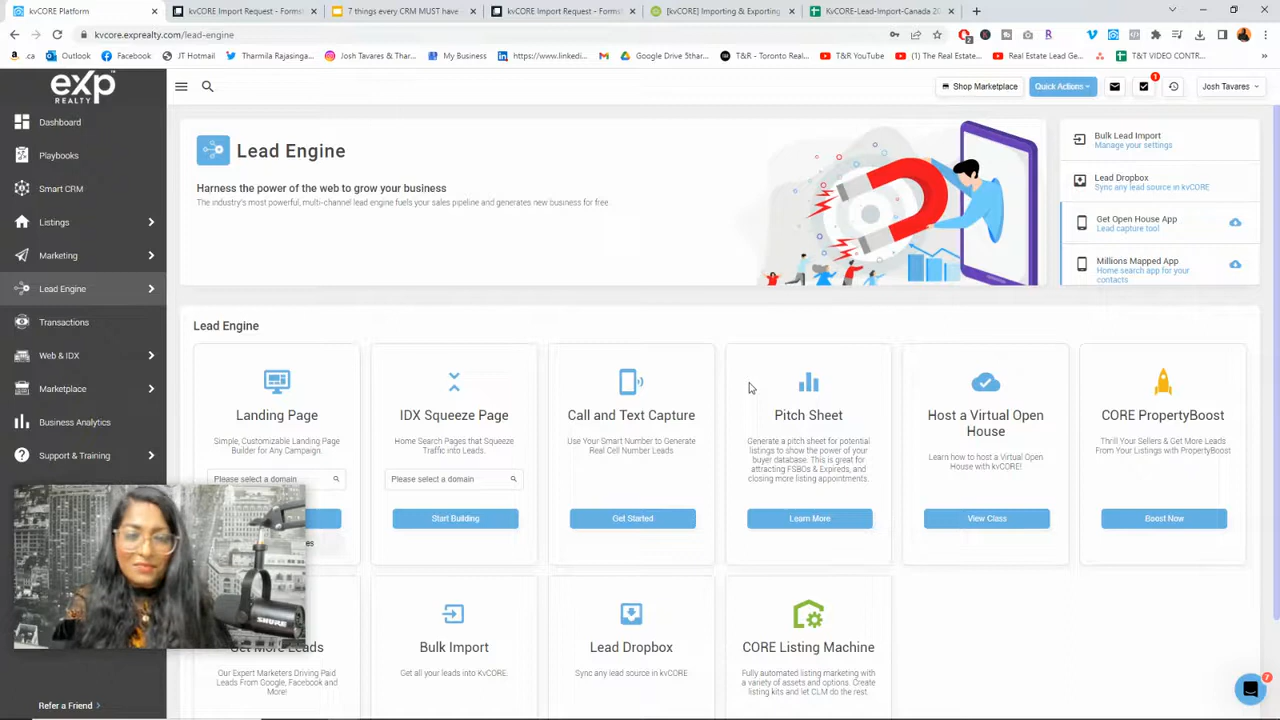 kvCORE Platform
kvCORE Import Request - FormsS
7 things every CRM MUST have
kvCORE Import Request - FormsS
[kvCORE] Importing & Exporting
KvCORE-Lead-Import-Canada 20
kvcore.exprealty.com/lead-engine
.ca
Outlook
Facebook
JT Hotmail
Tharmila Rajasinga...
Josh Tavares & Thar...
My Business
https://www.linkedi...
Google Drive Shar...
T&R - Toronto Real...
T&R YouTube
(1) The Real Estate...
Real Estate Lead Ge...
T&T VIDEO CONTR...
exp
REALTY
Shop Marketplace
Quick Actions
1
Josh Tavares
Dashboard
Playbooks
Smart CRM
Listings
Marketing
Lead Engine
Transactions
Web & IDX
Marketplace
Business Analytics
Support & Training
Refer a Friend
Lead Engine
Harness the power of the web to grow your business
The industry's most powerful, multi-channel lead engine fuels your sales pipeline and generates new business for free
Bulk Lead Import
Manage your settings
Lead Dropbox
Sync any lead source in kvCORE
Get Open House App
Lead capture tool
Millions Mapped App
Home search app for your
contacts
Lead Engine
Landing Page
Simple, Customizable Landing Page
Builder for Any Campaign.
Please select a domain
IDX Squeeze Page
Home Search Pages that Squeeze
Traffic into Leads.
Please select a domain
Start Building
Call and Text Capture
Use Your Smart Number to Generate
Real Cell Number Leads
Get Started
Pitch Sheet
Generate a pitch sheet for potential
listings to show the power of your
buyer database. This is great for
attracting FSBOs & Expireds, and
closing more listing appointments.
Learn More
Host a Virtual Open
House
Learn how to host a Virtual Open
House with kvCORE!
View Class
CORE PropertyBoost
Thrill Your Sellers & Get More Leads
From Your Listings with PropertyBoost
Boost Now
SHURE
Get More Leads
Our Expert Marketers Driving Paid
Leads From Google, Facebook and
More!
Bulk Import
Get all your leads into KvCORE.
Lead Dropbox
Sync any lead source in kvCORE
CORE Listing Machine
Fully automated listing marketing with
a variety of assets and options. Create
listing kits and let CLM do the rest.